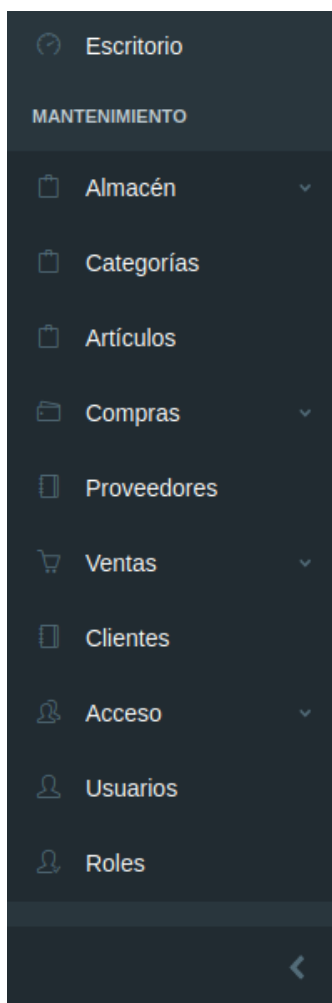 Escritorio
MANTENIMIENTO
Almacén
Categorías
Artículos
Compras
Proveedores
Ventas
Clientes
Acceso
Usuarios
Roles